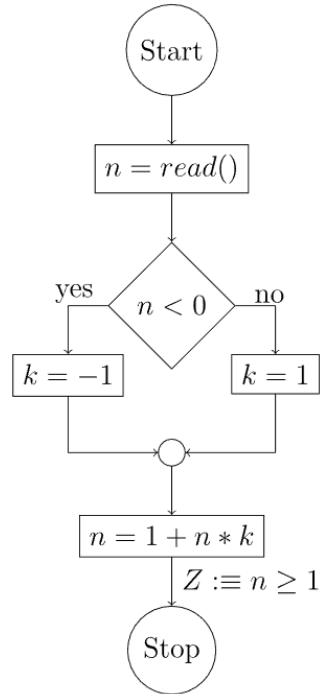 Start
n = read()
yes
n < 0
no
k = −1
k = 1
n = 1 + n ∗ k
Z :≡ n ≥ 1
Stop